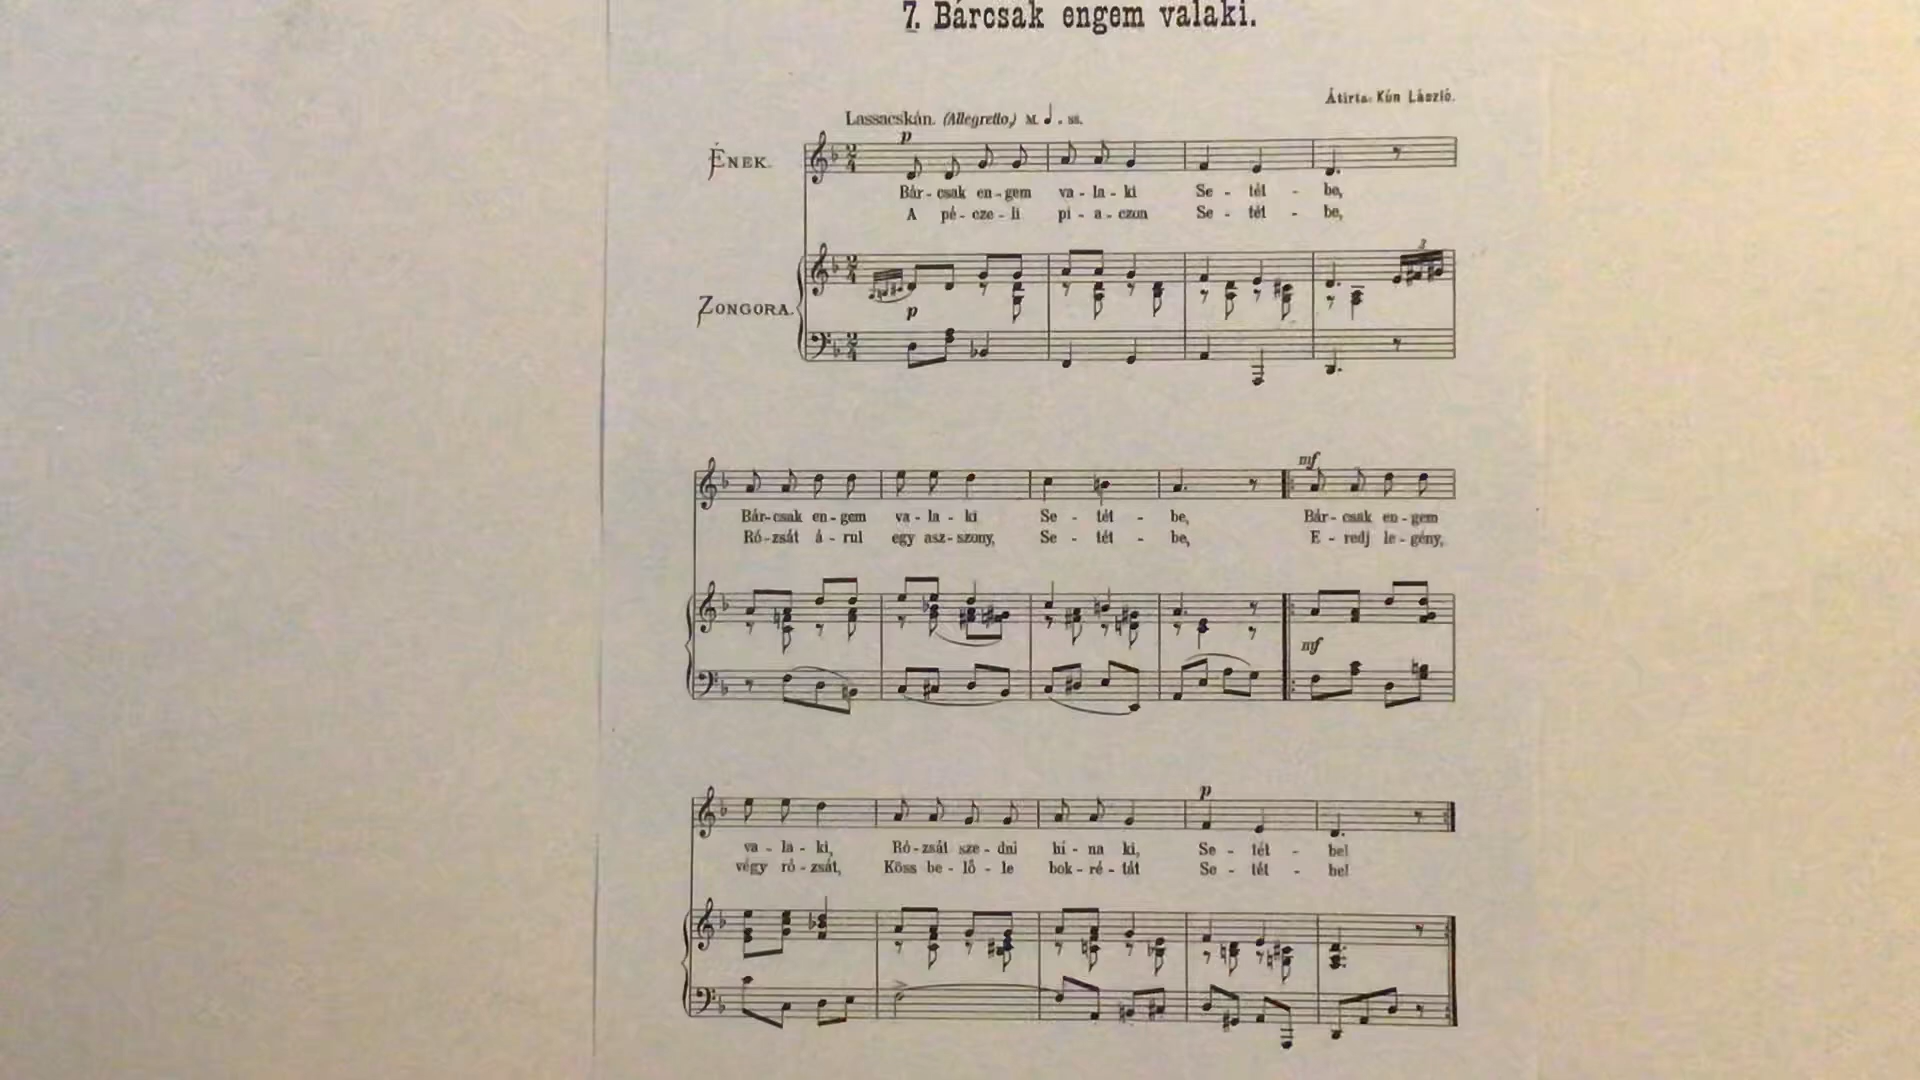 7. Bárcsak engem valaki.
Átirta: Kún László.
Lassacskán. (Allegretto,) M. ♩ = 88.
p
ÉNEK.
Bár - csak en - gem va - la - ki Se - tét - be,
A pé - cze - li pi - a - czon Se - tét - be,
3
ZONGORA.
p
mf
Bár - csak en - gem va - la - ki Se - tét - be, Bár - csak en - gem
Ró - zsát á - rul egy asz - szony, Se - tét - be, E - redj le - gény,
mf
p
va - la - ki, Ró - zsát sze - dni hí - na ki, Se - tét - be!
végy ró - zsát, Köss be - lő - le bok - ré - tát Se - tét - be!